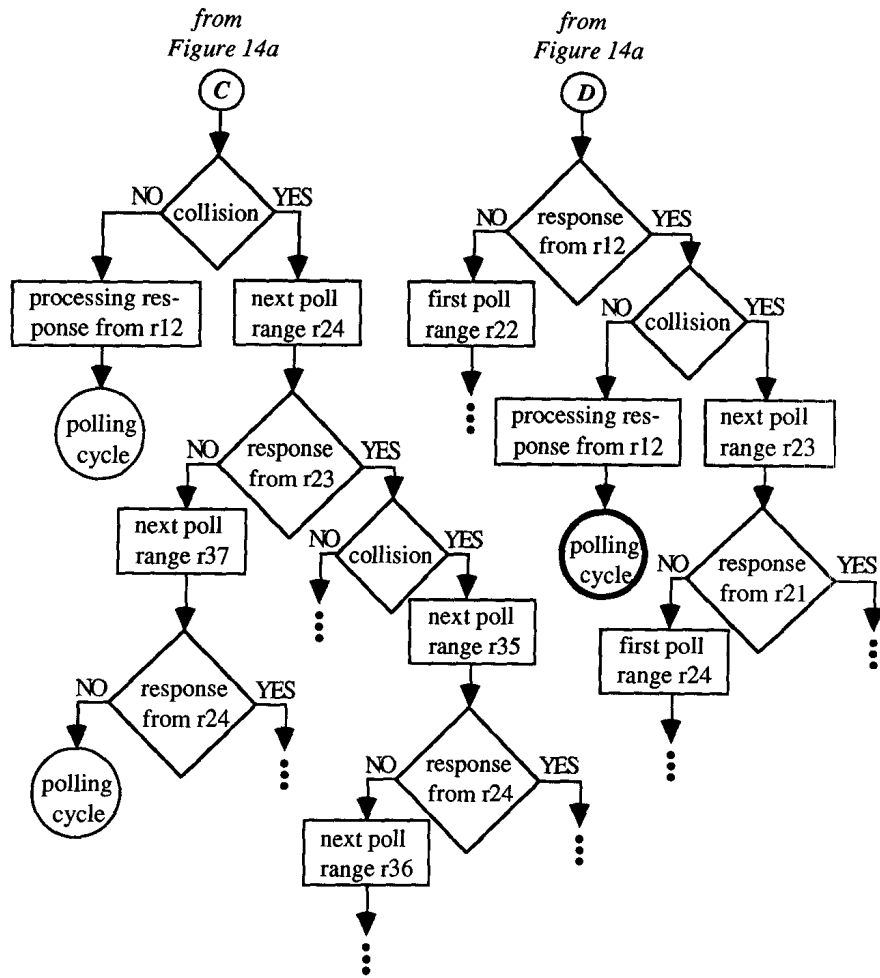 from
Figure 14a
C
collision
NO
YES
processing res-
ponse from r12
polling
cycle
next poll
range r24
response
from r23
NO
YES
next poll
range r37
response
from r24
NO
YES
polling
cycle
collision
NO
YES
next poll
range r35
response
from r24
NO
YES
next poll
range r36
from
Figure 14a
D
response
from r12
NO
YES
first poll
range r22
collision
NO
YES
processing res-
ponse from r12
polling
cycle
next poll
range r23
response
from r21
NO
YES
first poll
range r24